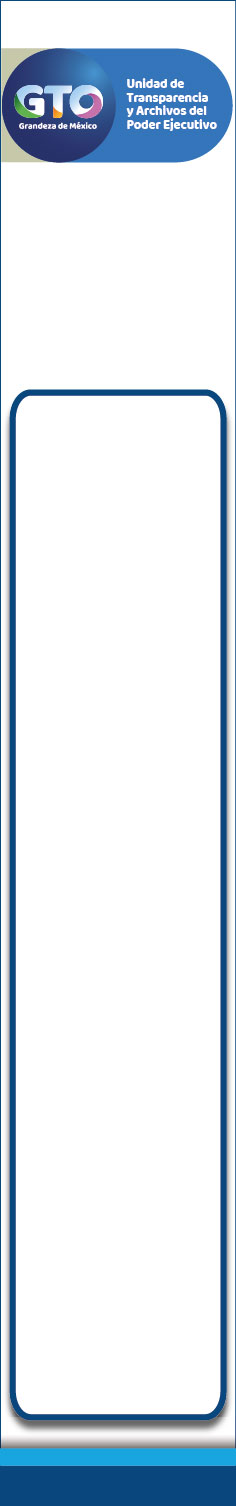 GTO
Grandeza de México
Unidad de
Transparencia
y Archivos del
Poder Ejecutivo